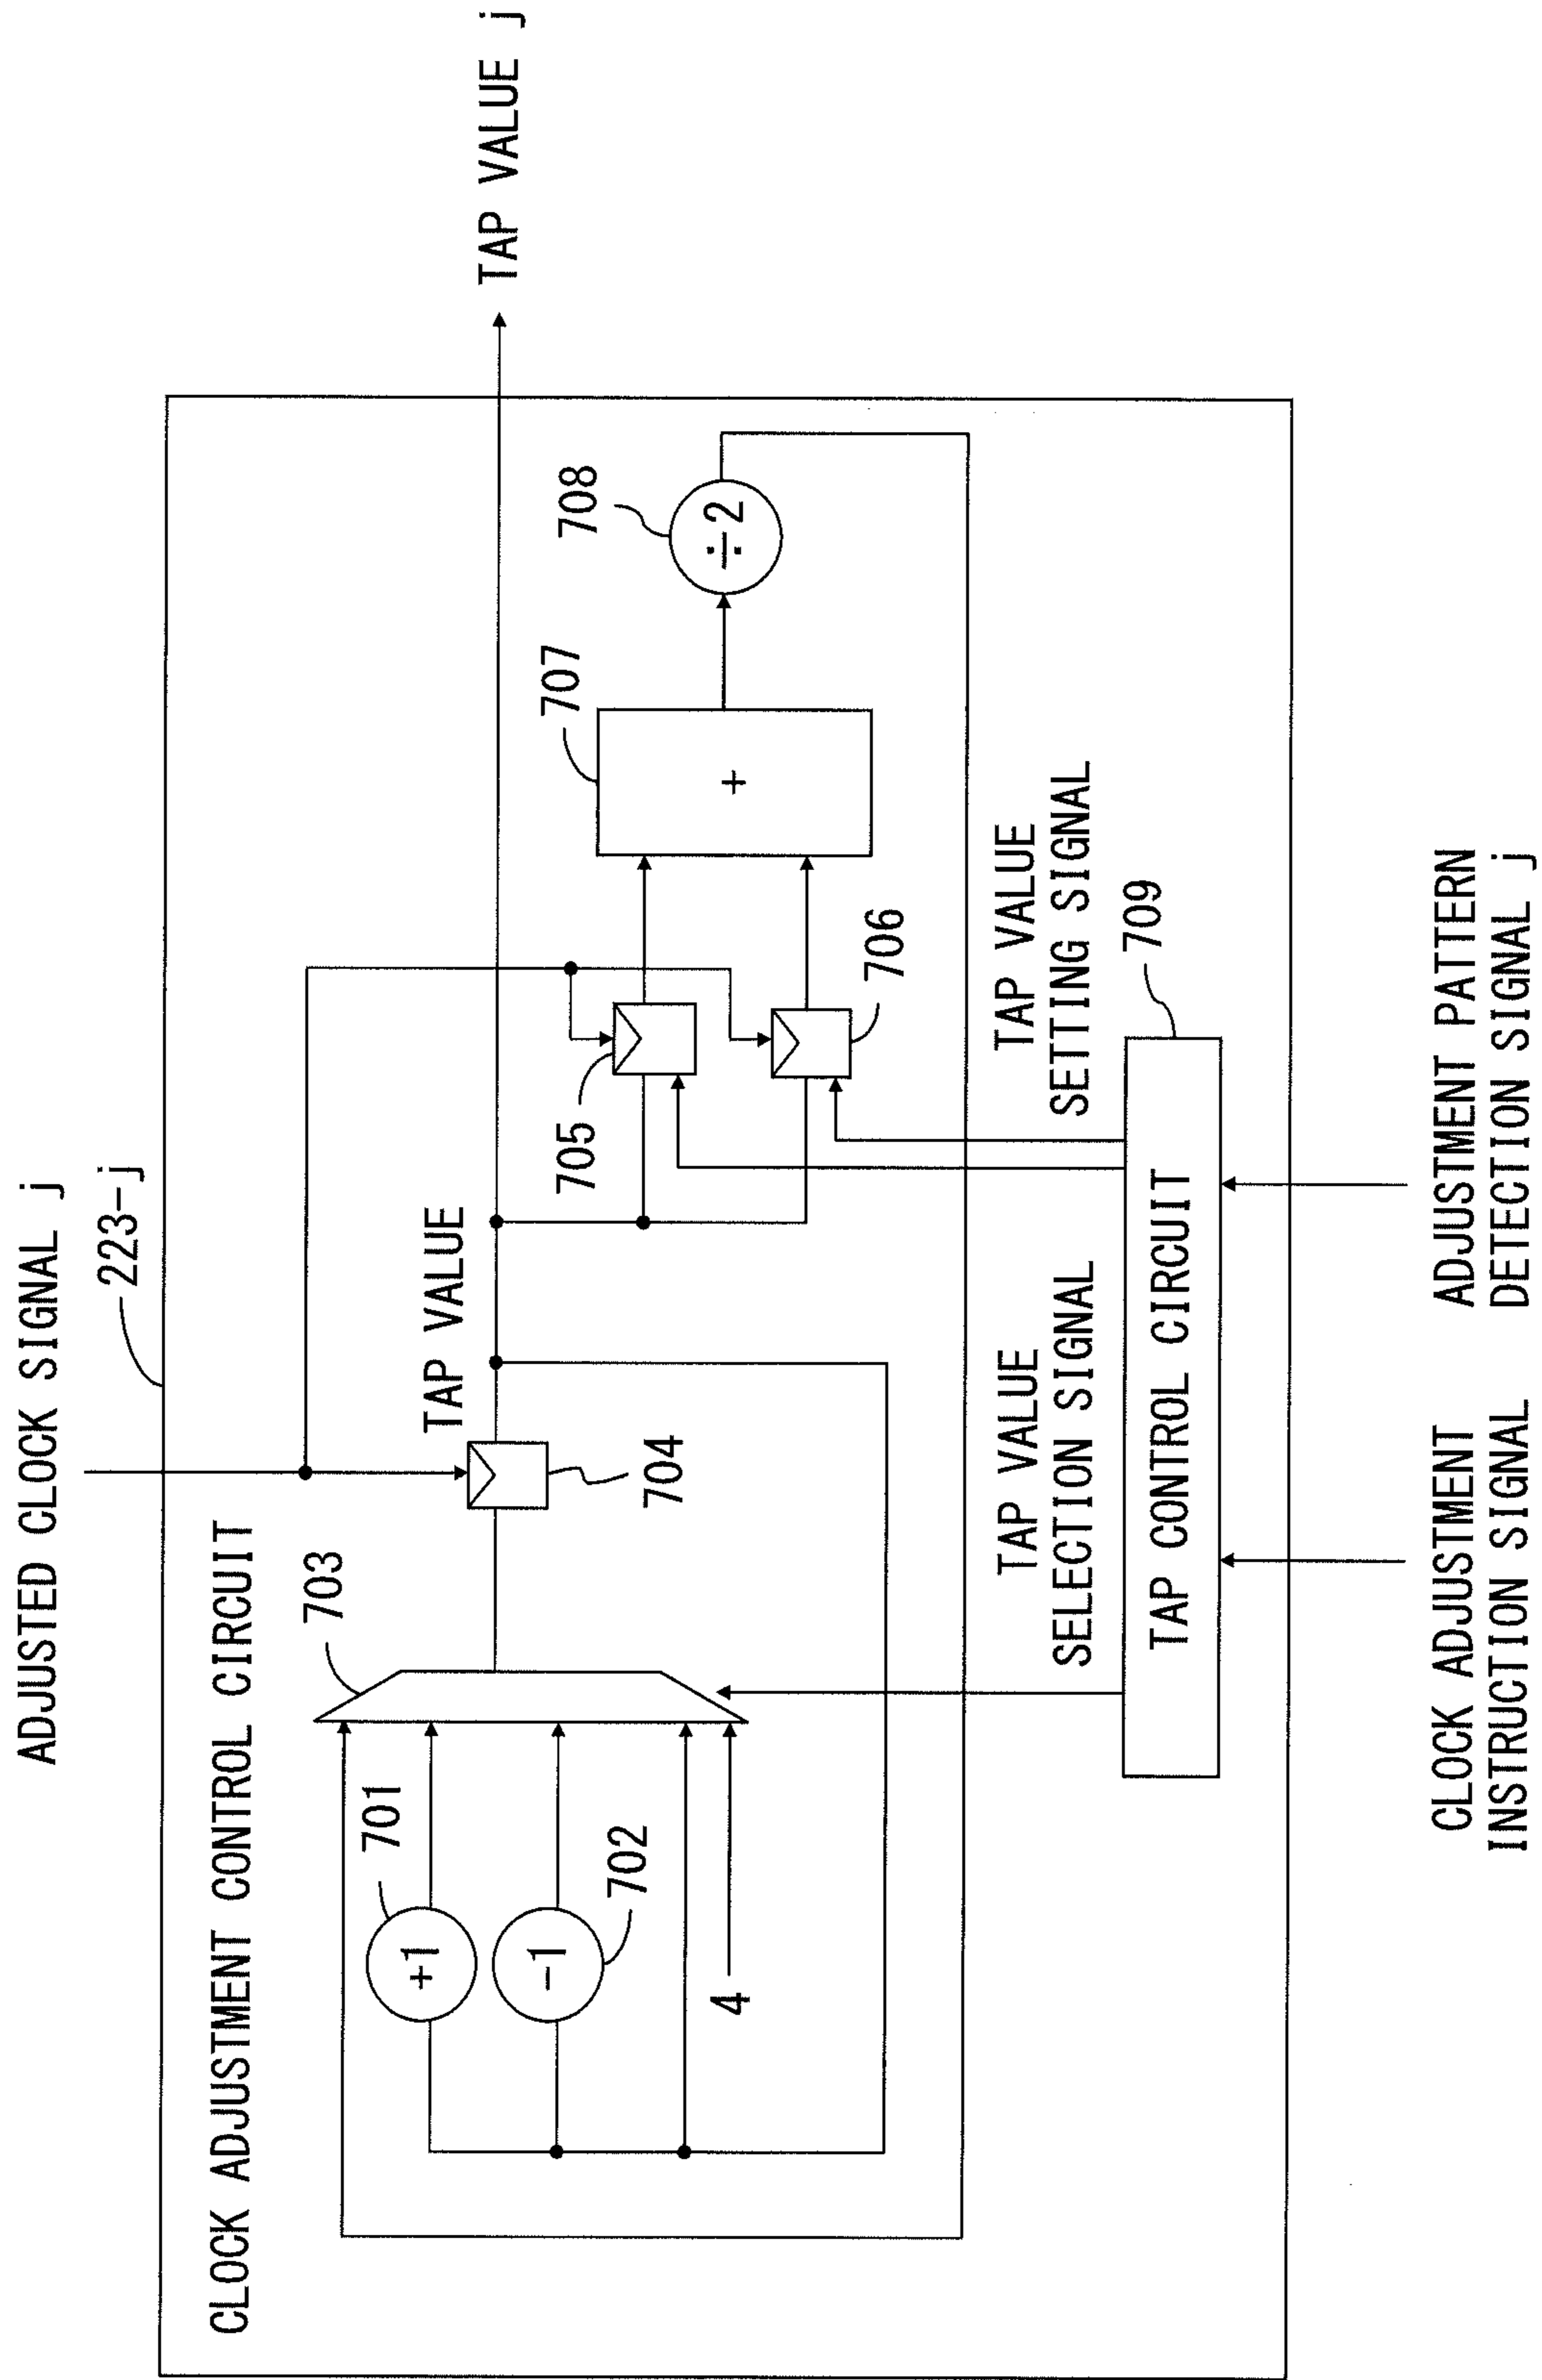 ADJUSTED CLOCK SIGNAL j
223-j
CLOCK ADJUSTMENT CONTROL CIRCUIT
703
701
+1
702
-1
4
704
TAP VALUE
TAP VALUE j
705
706
707
+
708
÷2
TAP VALUE
SELECTION SIGNAL
TAP VALUE
SETTING SIGNAL
709
TAP CONTROL CIRCUIT
CLOCK ADJUSTMENT
INSTRUCTION SIGNAL
ADJUSTMENT PATTERN
DETECTION SIGNAL j